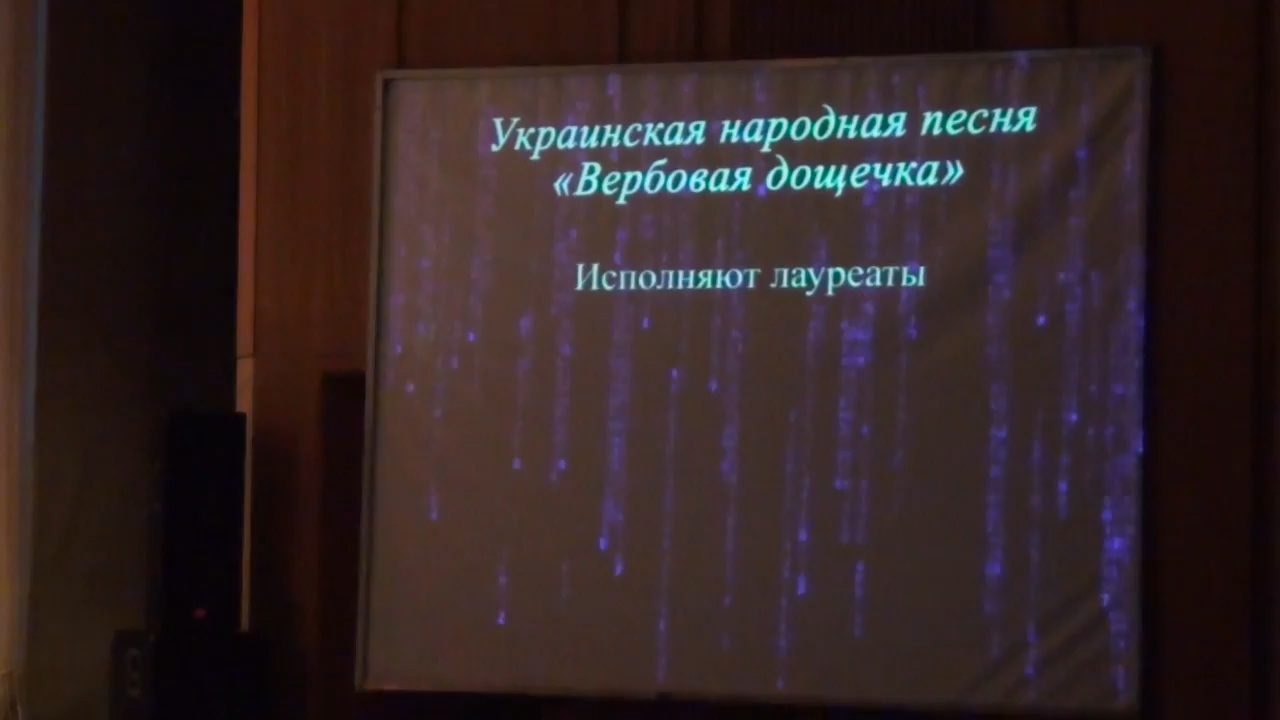 Украинская народная песня
«Вербовая дощечка»
Исполняют лауреаты